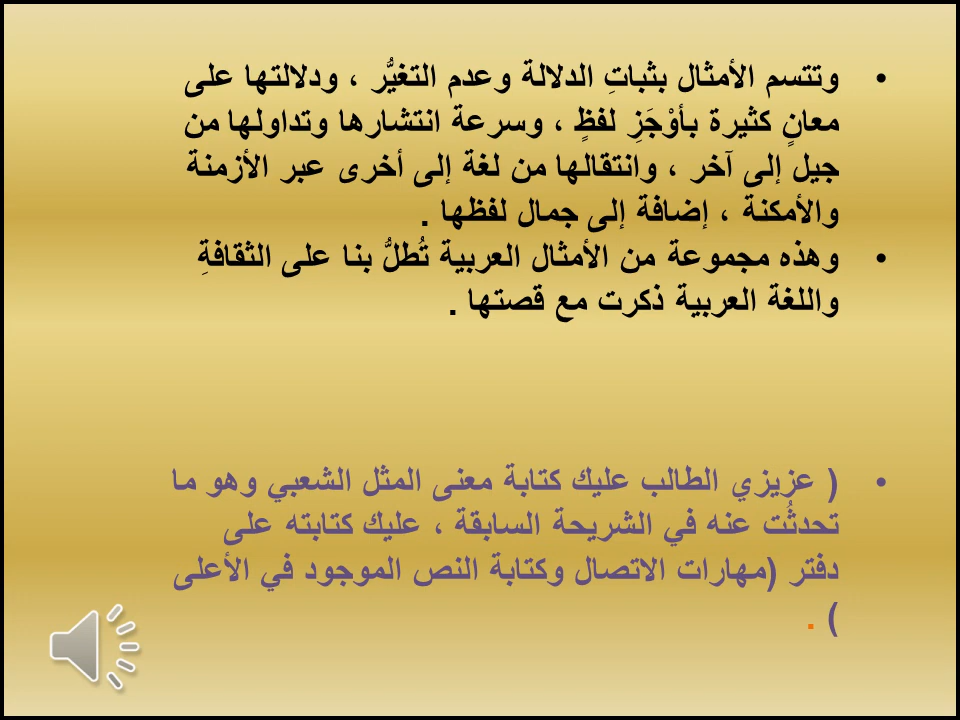 • وتتسم الأمثال بثباتِ الدلالة وعدم التغيُّر ، ودلالتها على
معانٍ كثيرة بأوْجَزِ لفظٍ ، وسرعة انتشارها وتداولها من
جيل إلى آخر ، وانتقالها من لغة إلى أخرى عبر الأزمنة
والأمكنة ، إضافة إلى جمال لفظها .
• وهذه مجموعة من الأمثال العربية تُطلُّ بنا على الثقافةِ
واللغة العربية ذكرت مع قصتها .
• ( عزيزي الطالب عليك كتابة معنى المثل الشعبي وهو ما
تحدثُت عنه في الشريحة السابقة ، عليك كتابته على
دفتر (مهارات الاتصال وكتابة النص الموجود في الأعلى
) .